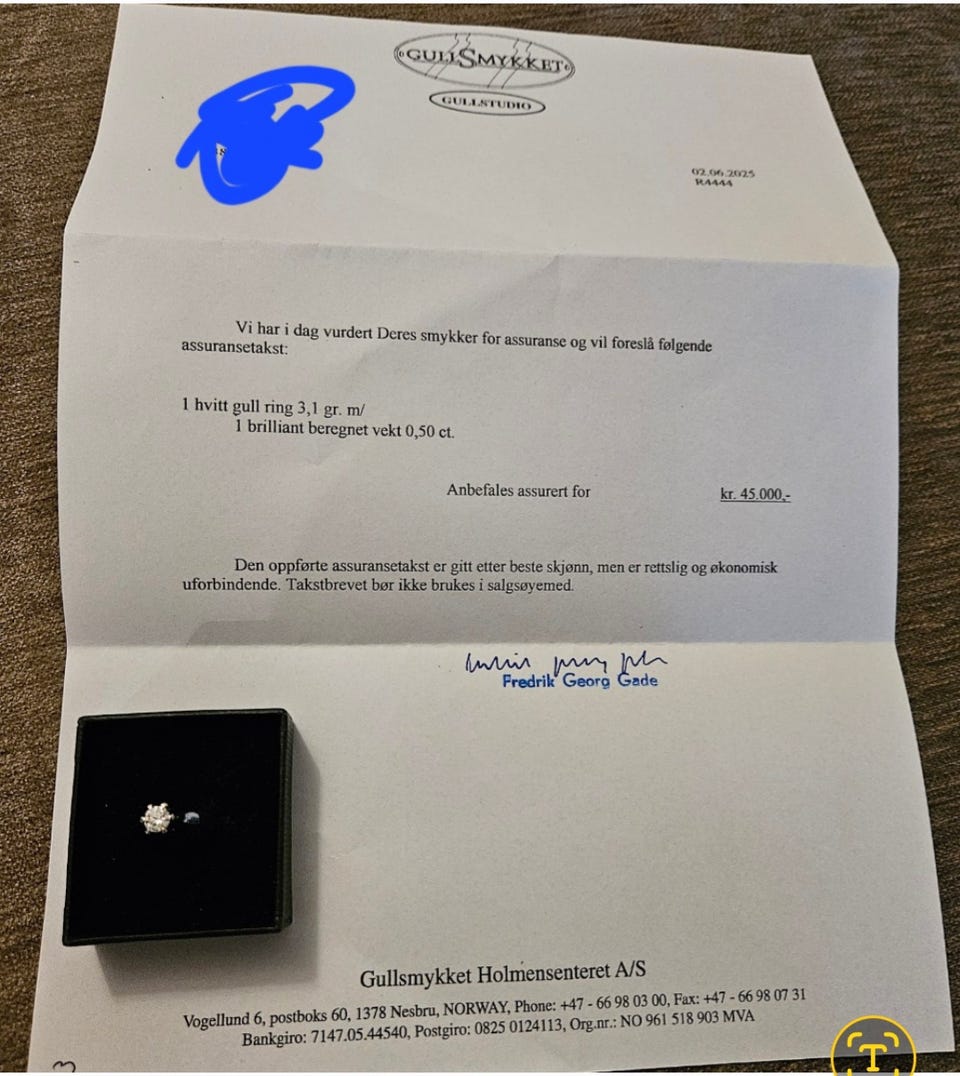 GULLSMYKKET
GULLSTUDIO
02.06.2025
R4444
Vi har i dag vurdert Deres smykker for assuranse og vil foreslå følgende
assuransetakst:
1 hvitt gull ring 3,1 gr. m/
1 brilliant beregnet vekt 0,50 ct.
Anbefales assurert for kr. 45.000,-
Den oppførte assuransetakst er gitt etter beste skjønn, men er rettslig og økonomisk
uforbindende. Takstbrevet bør ikke brukes i salgsøyemed.
Fredrik Georg Gade
Gullsmykket Holmensenteret A/S
Vogellund 6, postboks 60, 1378 Nesbru, NORWAY, Phone: +47 - 66 98 03 00, Fax: +47 - 66 98 07 31
Bankgiro: 7147.05.44540, Postgiro: 0825 0124113, Org.nr.: NO 961 518 903 MVA